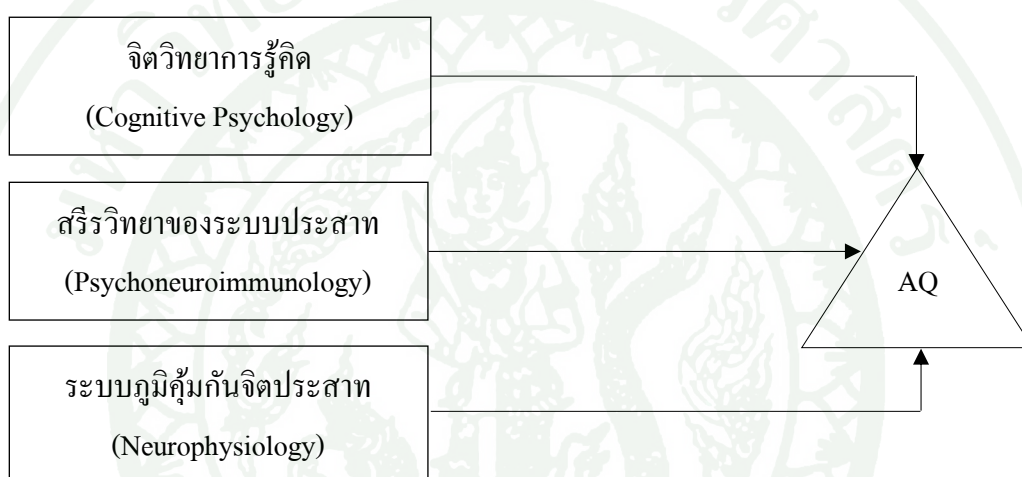 จิตวิทยาการรู้คิด
(Cognitive Psychology)
สรีรวิทยาของระบบประสาท
(Psychoneuroimmunology)
AQ
ระบบภูมิคุ้มกันจิตประสาท
(Neurophysiology)